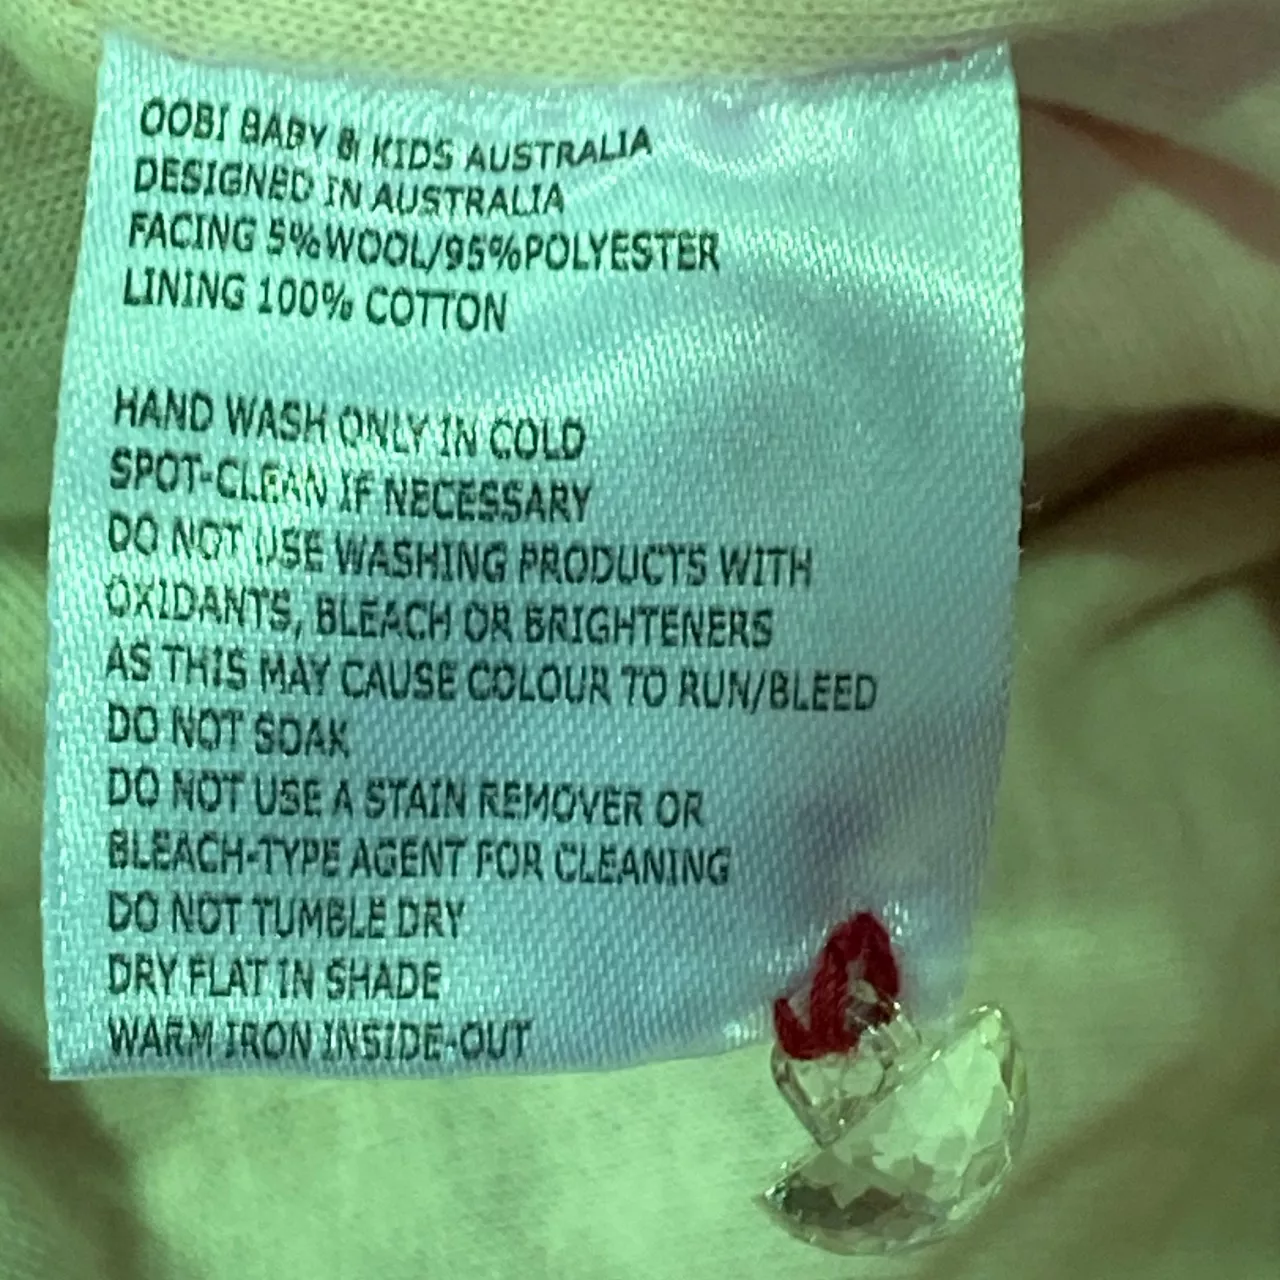 OOBI BABY & KIDS AUSTRALIA
DESIGNED IN AUSTRALIA
FACING 5%WOOL/95%POLYESTER
LINING 100% COTTON
HAND WASH ONLY IN COLD
SPOT-CLEAN IF NECESSARY
DO NOT USE WASHING PRODUCTS WITH
OXIDANTS, BLEACH OR BRIGHTENERS
AS THIS MAY CAUSE COLOUR TO RUN/BLEED
DO NOT SOAK
DO NOT USE A STAIN REMOVER OR
BLEACH-TYPE AGENT FOR CLEANING
DO NOT TUMBLE DRY
DRY FLAT IN SHADE
WARM IRON INSIDE-OUT